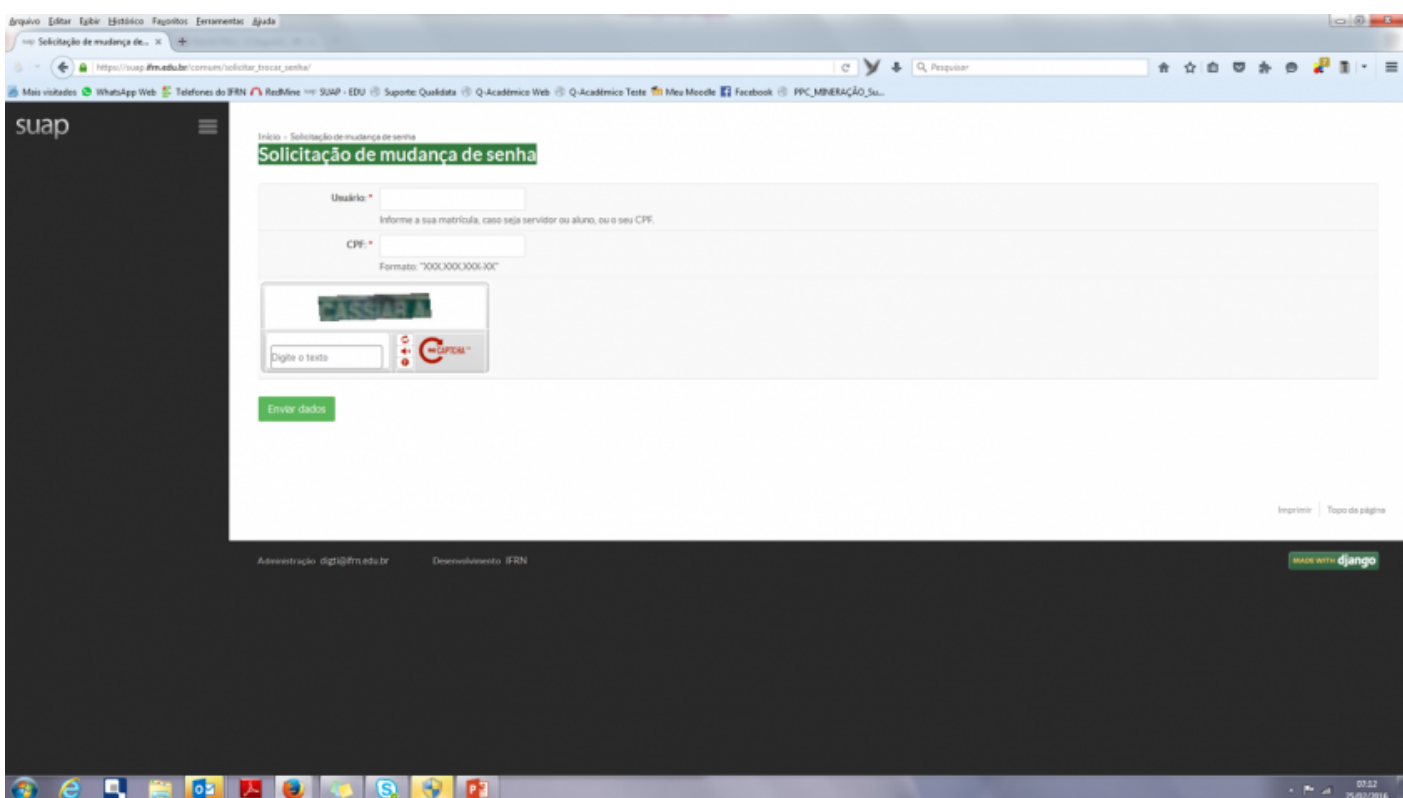 Arquivo Editar Exibir Histórico Favoritos Ferramentas Ajuda
Solicitação de mudança de... × +
https://suap.ifrn.edu.br/comum/solicitar_trocar_senha/ Pesquisar
Mais visitados WhatsApp Web Telefones do IFRN RedMine SUAP - EDU Suporte: Qualidata Q-Acadêmico Web Q-Acadêmico Teste Meu Moodle Facebook PPC_MINERAÇÃO_Su...
suap
Início » Solicitação de mudança de senha
Solicitação de mudança de senha
Usuário: *
Informe a sua matrícula, caso seja servidor ou aluno, ou o seu CPF.
CPF: *
Formato: "XXX.XXX.XXX-XX"
Digite o texto
CAPTCHA™
Enviar dados
Imprimir Topo da página
Administração digti@ifrn.edu.br Desenvolvimento IFRN
MADE WITH django
07:12
25/02/2016